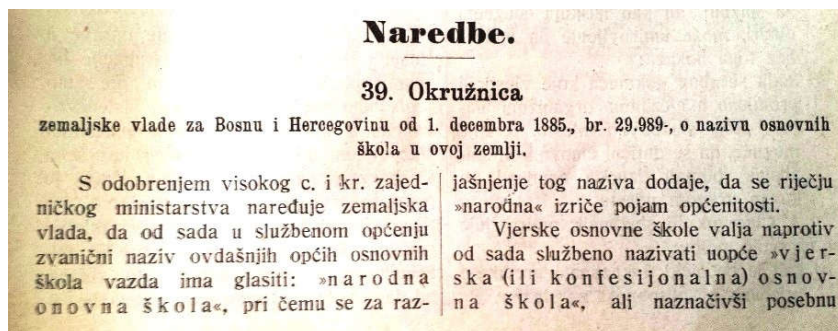 Naredbe.
39. Okružnica
zemaljske vlade za Bosnu i Hercegovinu od 1. decembra 1885., br. 29.989-, o nazivu osnovnih
škola u ovoj zemlji.
S odobrenjem visokog c. i kr. zajed-
ničkog ministarstva naređuje zemaljska
vlada, da od sada u službenom općenju
zvanični naziv ovdašnjih općih osnovnih
škola vazda ima glasiti: »narodna
onovna škola«, pri čemu se za raz-
jašnjenje tog naziva dodaje, da se riječju
»narodna« izriče pojam općenitosti.
Vjerske osnovne škole valja naprotiv
od sada službeno nazivati uopće »vjer-
ska (ili konfesijonalna) osnov-
na škola«, ali naznačivši posebnu